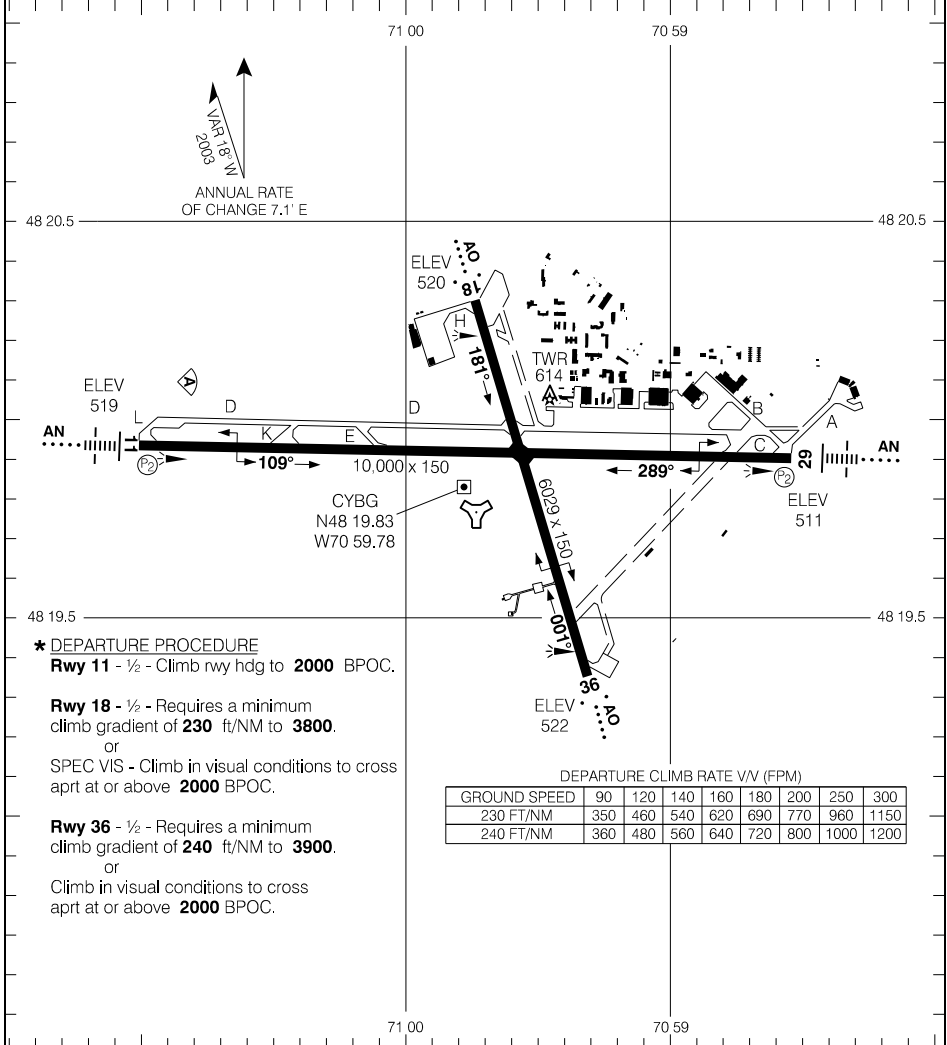 71 00
70 59
VAR 18° W
2003
ANNUAL RATE
OF CHANGE 7.1' E
48 20.5
48 20.5
AO
ELEV
520
18
H
181°
TWR
614
ELEV
519
A
L
D
D
B
A
AN
11
K
E
C
29
AN
P2
109°
10,000 x 150
289°
P2
ELEV
511
CYBG
N48 19.83
W70 59.78
6029 x 150
48 19.5
48 19.5
001°
36
ELEV
522
AO
* DEPARTURE PROCEDURE
Rwy 11 - ½ - Climb rwy hdg to 2000 BPOC.
Rwy 18 - ½ - Requires a minimum
climb gradient of 230 ft/NM to 3800.
or
SPEC VIS - Climb in visual conditions to cross
aprt at or above 2000 BPOC.
Rwy 36 - ½ - Requires a minimum
climb gradient of 240 ft/NM to 3900.
or
Climb in visual conditions to cross
aprt at or above 2000 BPOC.
DEPARTURE CLIMB RATE V/V (FPM)
GROUND SPEED 90 120 140 160 180 200 250 300
230 FT/NM 350 460 540 620 690 770 960 1150
240 FT/NM 360 480 560 640 720 800 1000 1200
71 00
70 59